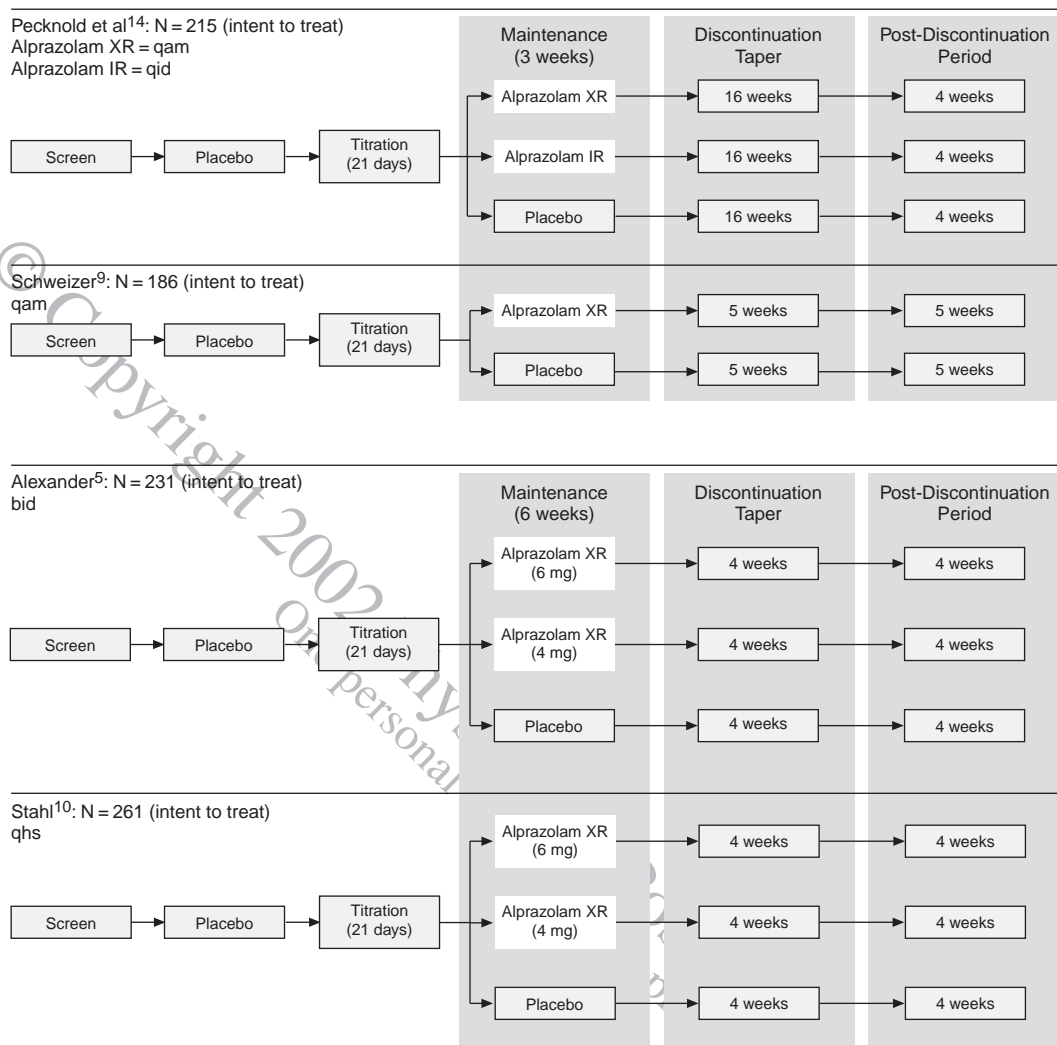 Pecknold et al14: N = 215 (intent to treat)
Alprazolam XR = qam
Alprazolam IR = qid
Maintenance
(3 weeks)
Discontinuation
Taper
Post-Discontinuation
Period
Alprazolam XR
16 weeks
4 weeks
Screen
Placebo
Titration
(21 days)
Alprazolam IR
16 weeks
4 weeks
Placebo
16 weeks
4 weeks
Schweizer9: N = 186 (intent to treat)
qam
Screen
Placebo
Titration
(21 days)
Alprazolam XR
5 weeks
5 weeks
Placebo
5 weeks
5 weeks
Alexander5: N = 231 (intent to treat)
bid
Maintenance
(6 weeks)
Discontinuation
Taper
Post-Discontinuation
Period
Alprazolam XR
(6 mg)
4 weeks
4 weeks
Screen
Placebo
Titration
(21 days)
Alprazolam XR
(4 mg)
4 weeks
4 weeks
Placebo
4 weeks
4 weeks
Stahl10: N = 261 (intent to treat)
qhs
Alprazolam XR
(6 mg)
4 weeks
4 weeks
Screen
Placebo
Titration
(21 days)
Alprazolam XR
(4 mg)
4 weeks
4 weeks
Placebo
4 weeks
4 weeks
© Copyright 2002
One personal